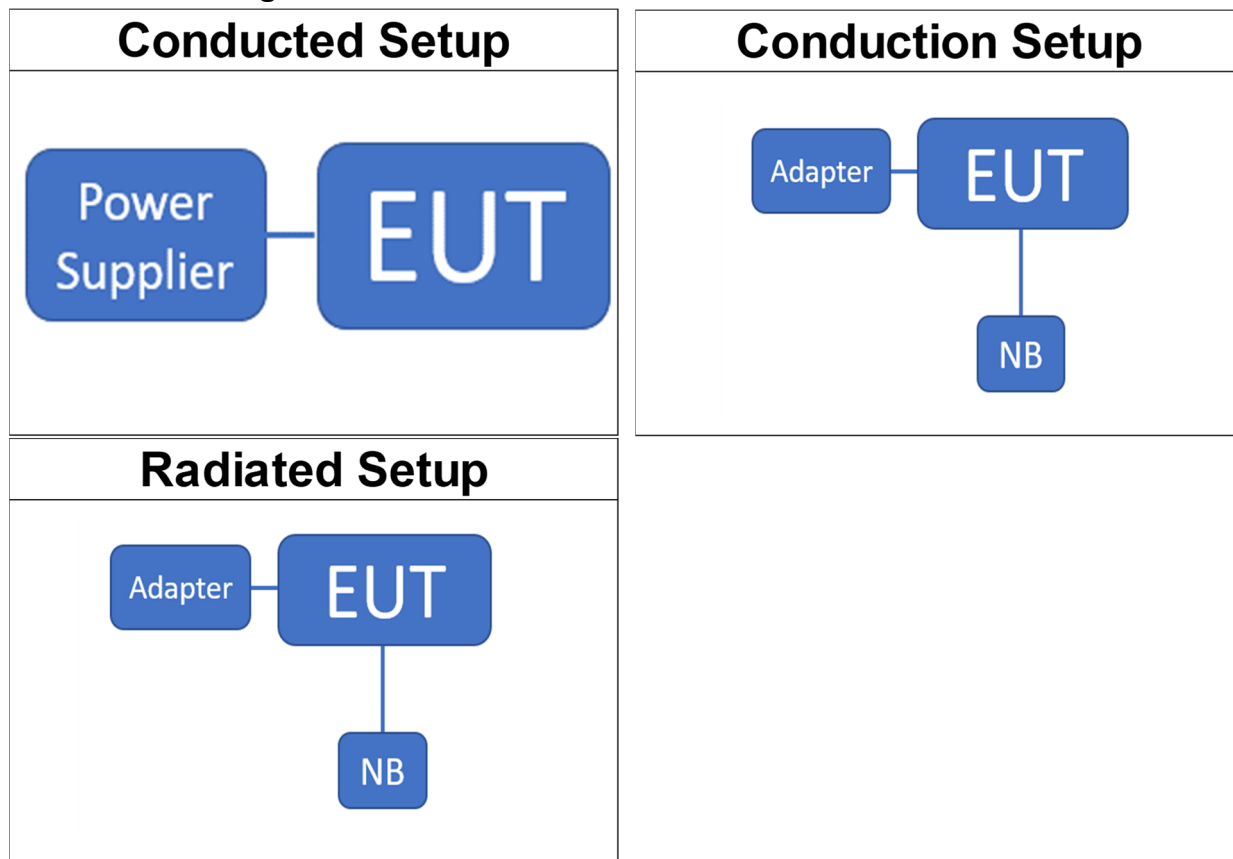 Conducted Setup
Power
Supplier
EUT
Conduction Setup
Adapter
EUT
NB
Radiated Setup
Adapter
EUT
NB